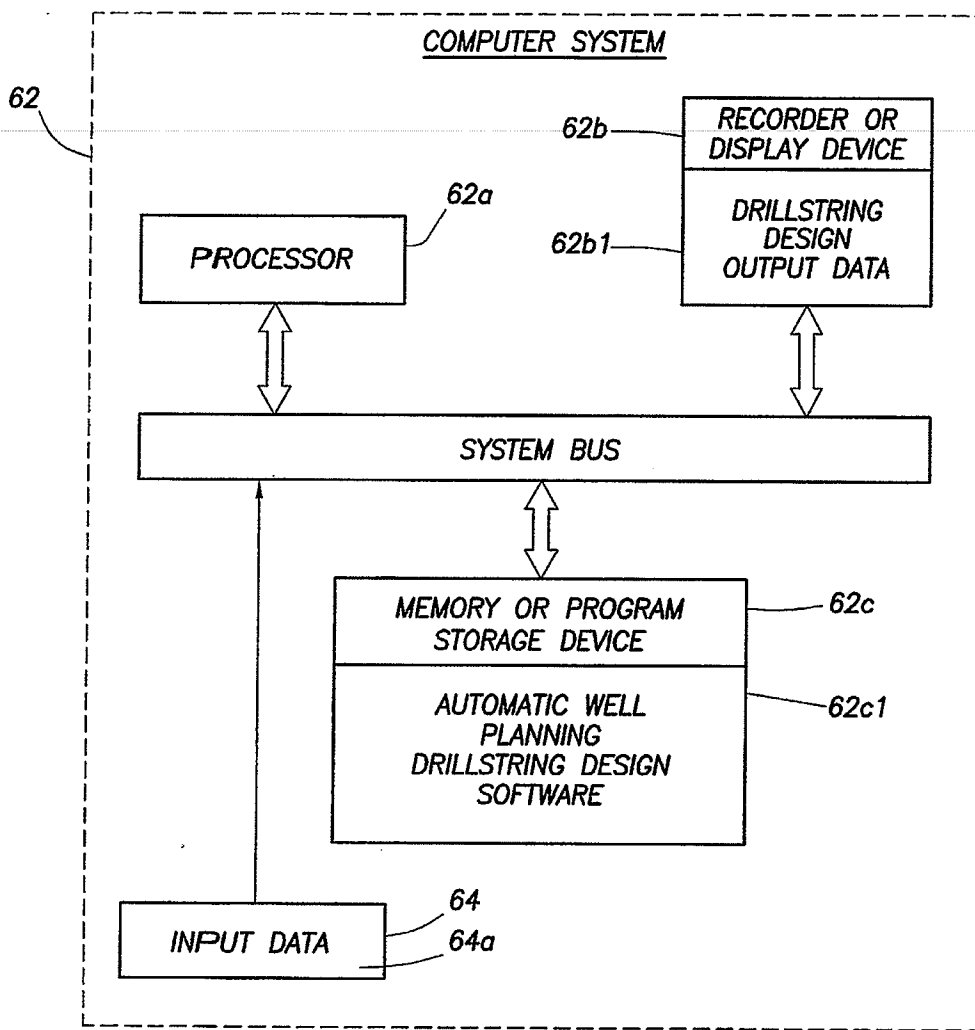 COMPUTER SYSTEM
62
62b
RECORDER OR
DISPLAY DEVICE
62a
62b1
DRILLSTRING
DESIGN
OUTPUT DATA
PROCESSOR
SYSTEM BUS
MEMORY OR PROGRAM
STORAGE DEVICE
62c
AUTOMATIC WELL
PLANNING
DRILLSTRING DESIGN
SOFTWARE
62c1
64
INPUT DATA
64a